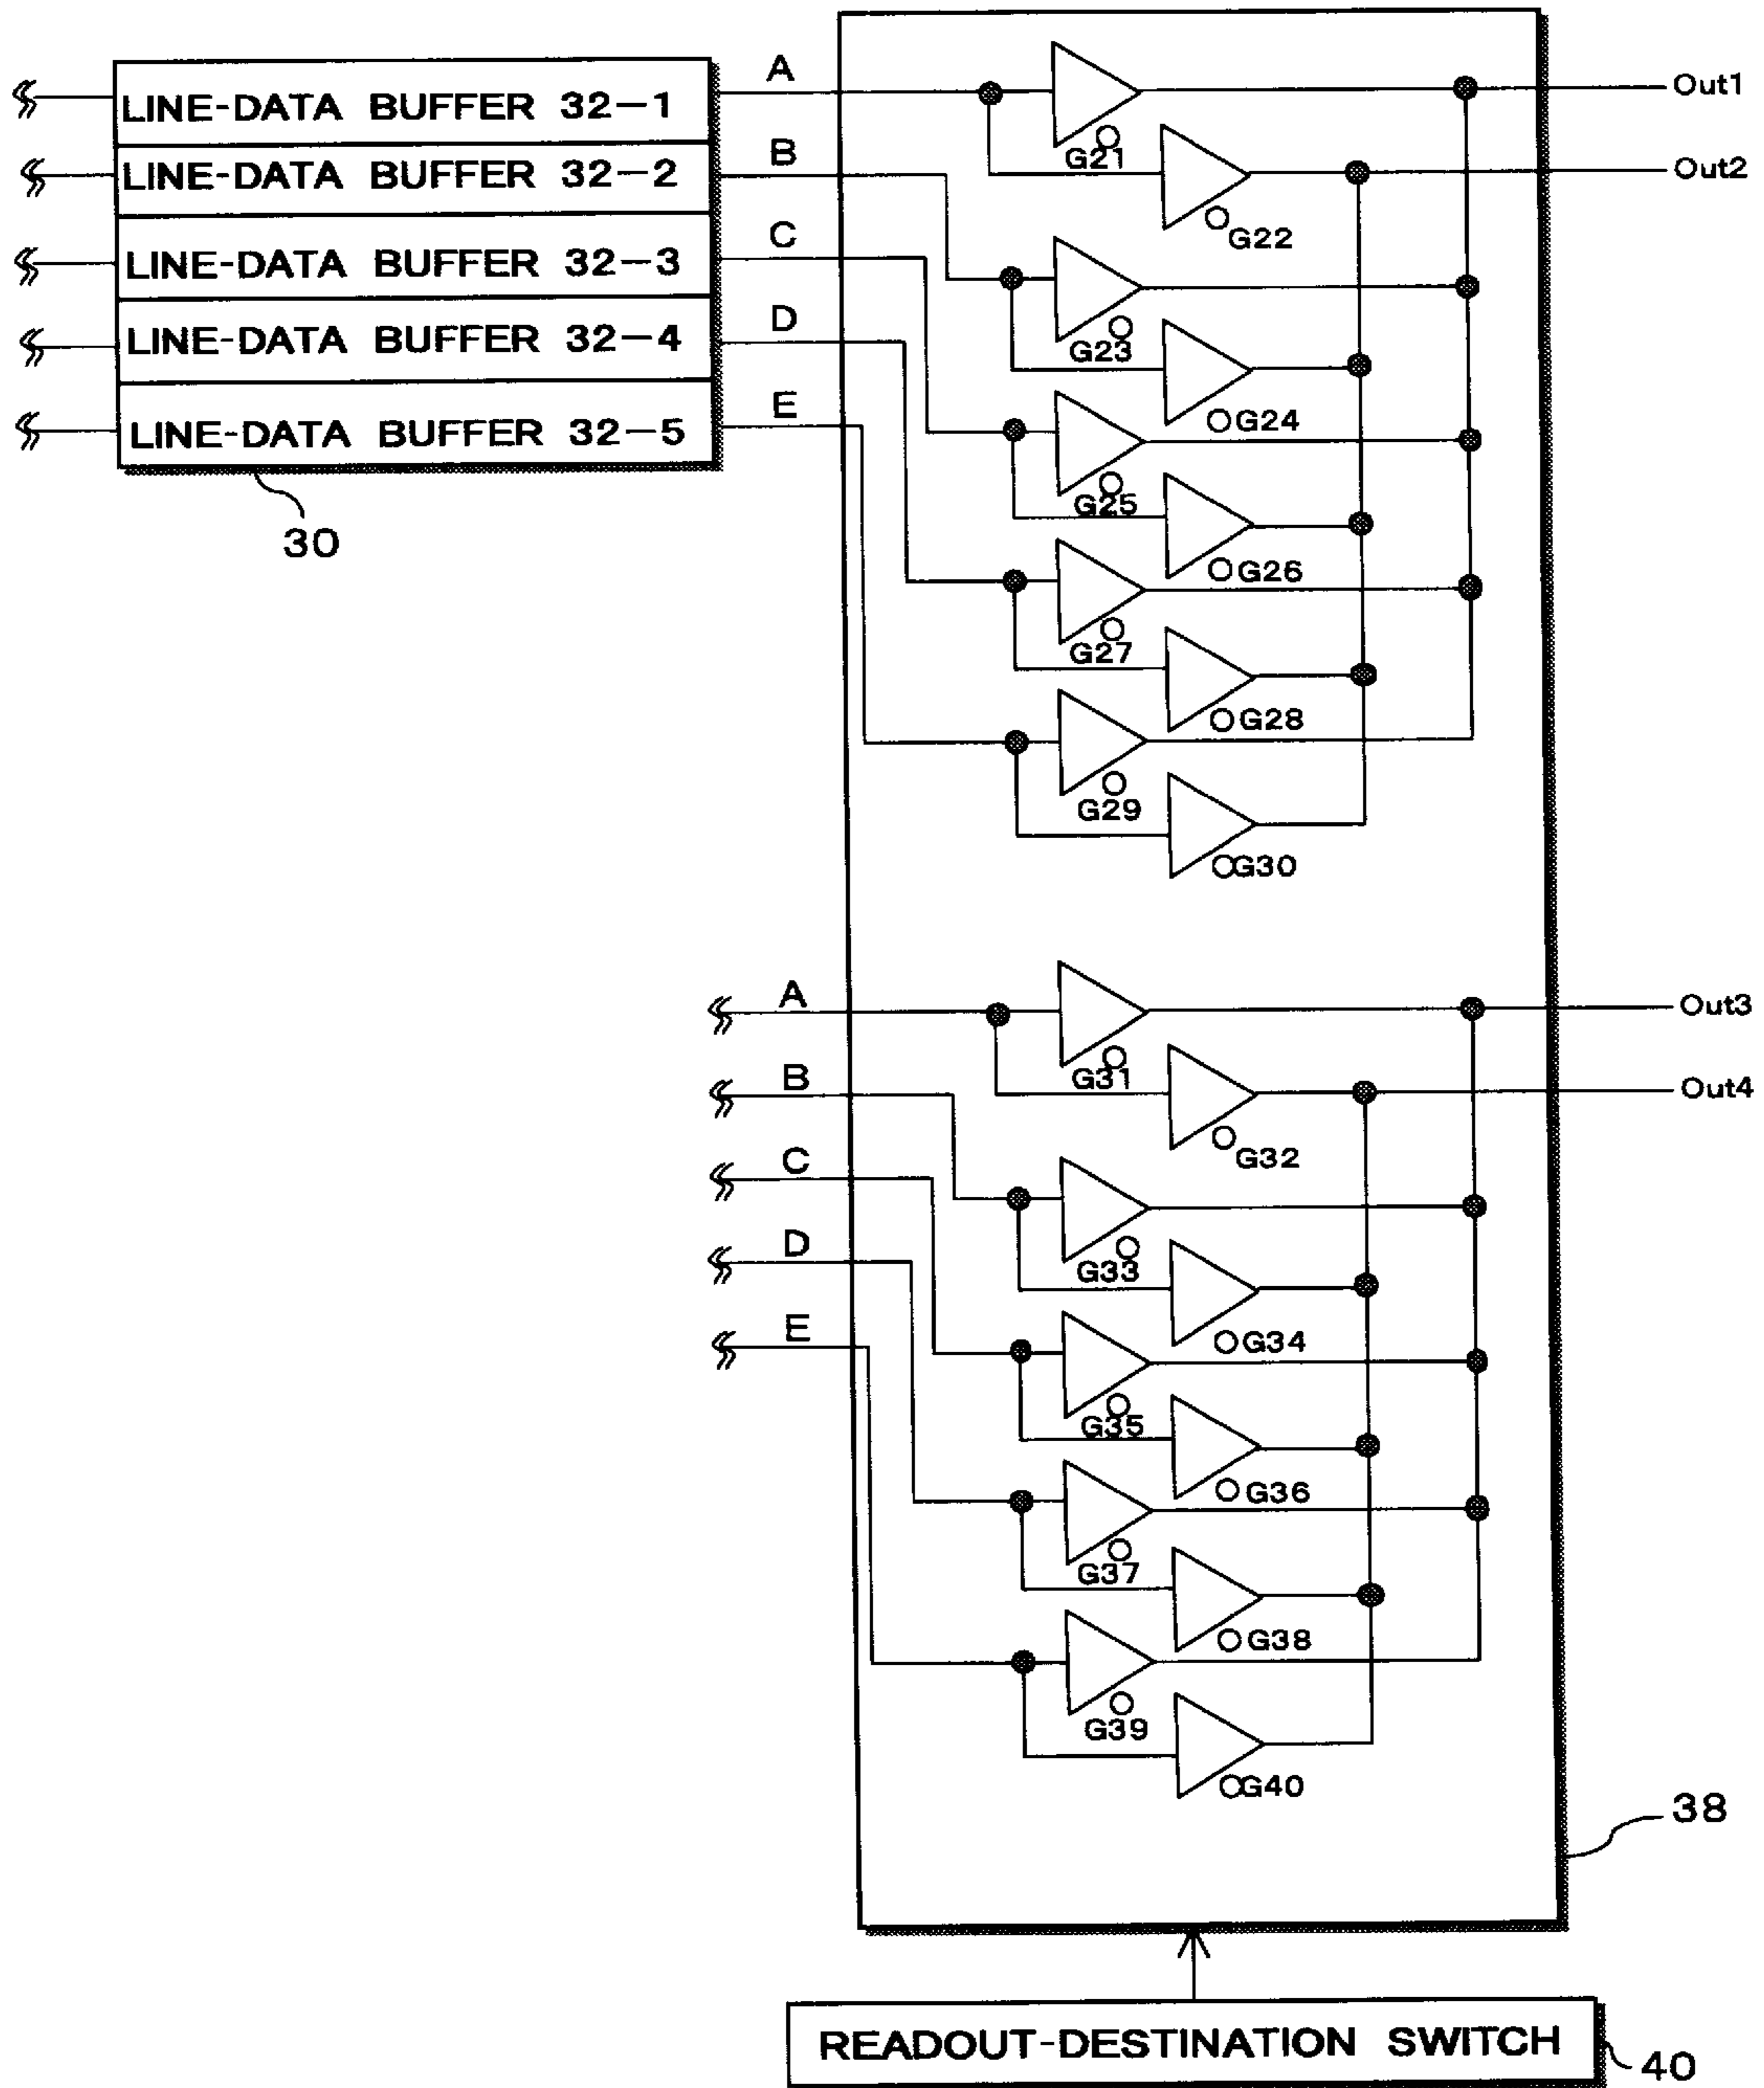 LINE-DATA BUFFER 32-1
LINE-DATA BUFFER 32-2
LINE-DATA BUFFER 32-3
LINE-DATA BUFFER 32-4
LINE-DATA BUFFER 32-5
30
A
B
C
D
E
G21
G22
G23
G24
G25
G26
G27
G28
G29
G30
Out1
Out2
A
B
C
D
E
G31
G32
G33
G34
G35
G36
G37
G38
G39
G40
Out3
Out4
38
READOUT-DESTINATION SWITCH
40